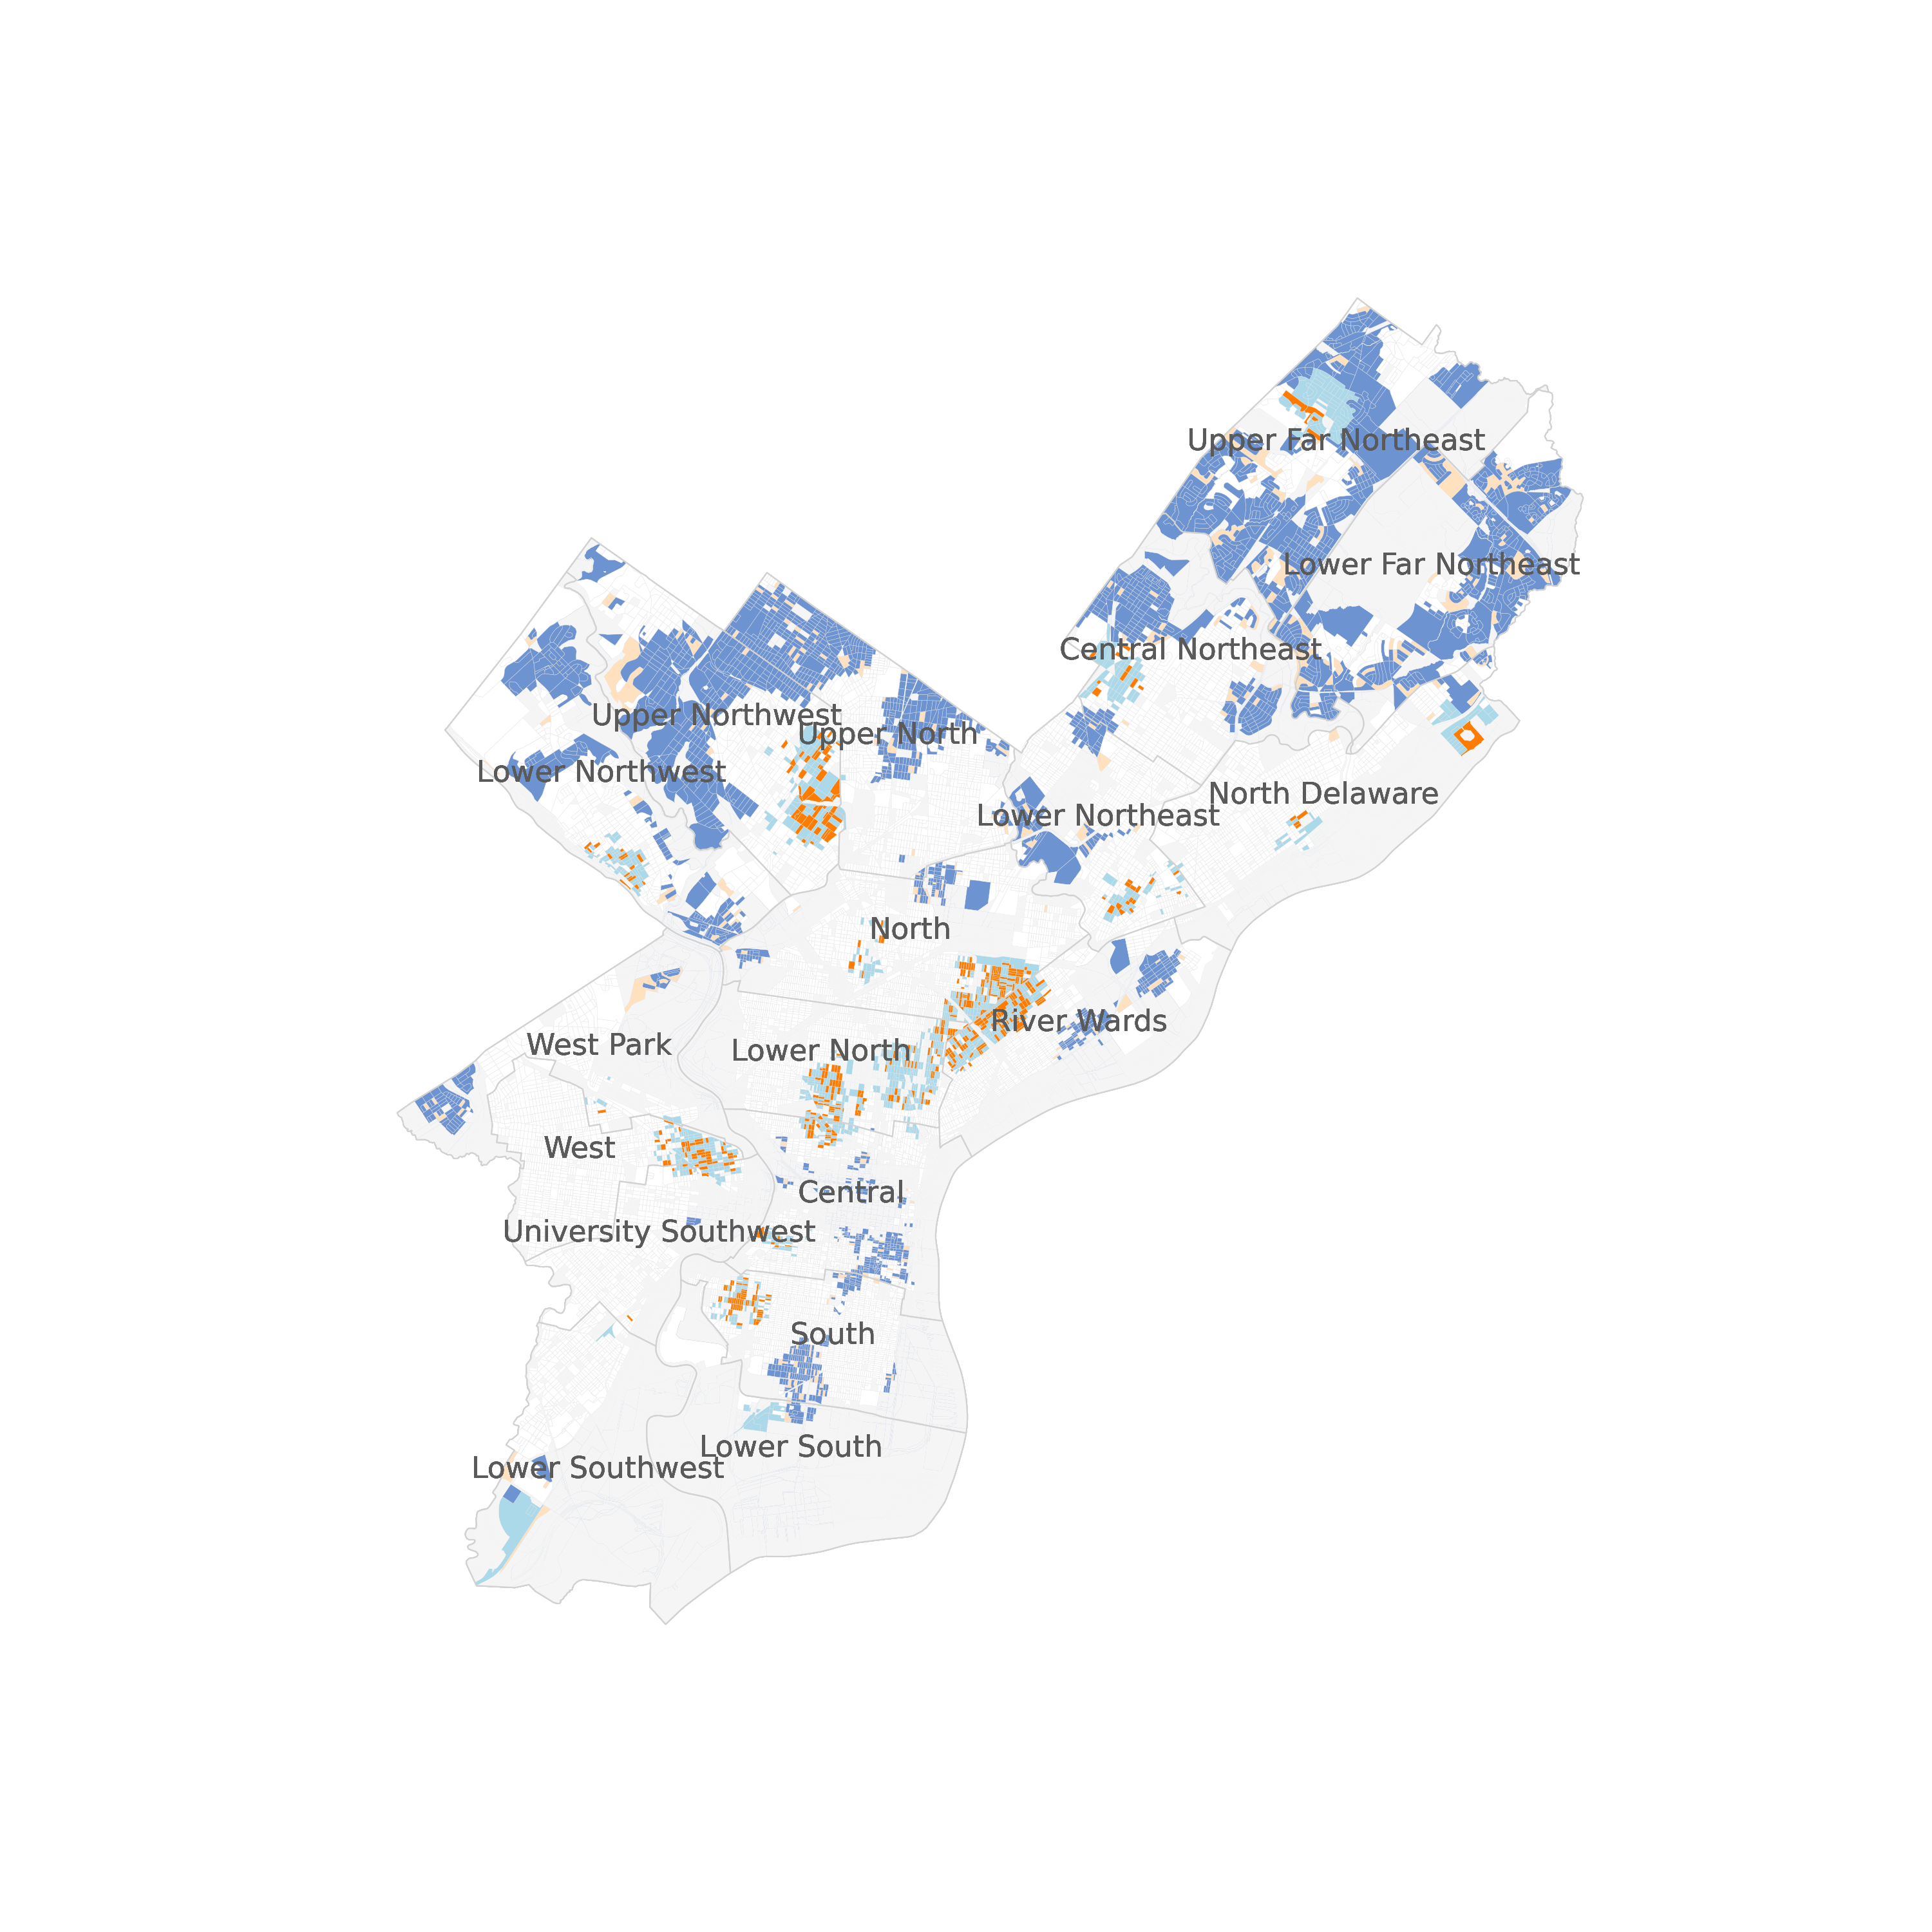 Upper Far Northeast
Lower Far Northeast
Central Northeast
Upper Northwest
Upper North
Lower Northwest
North Delaware
Lower Northeast
North
River Wards
West Park
Lower North
West
Central
University Southwest
South
Lower South
Lower Southwest